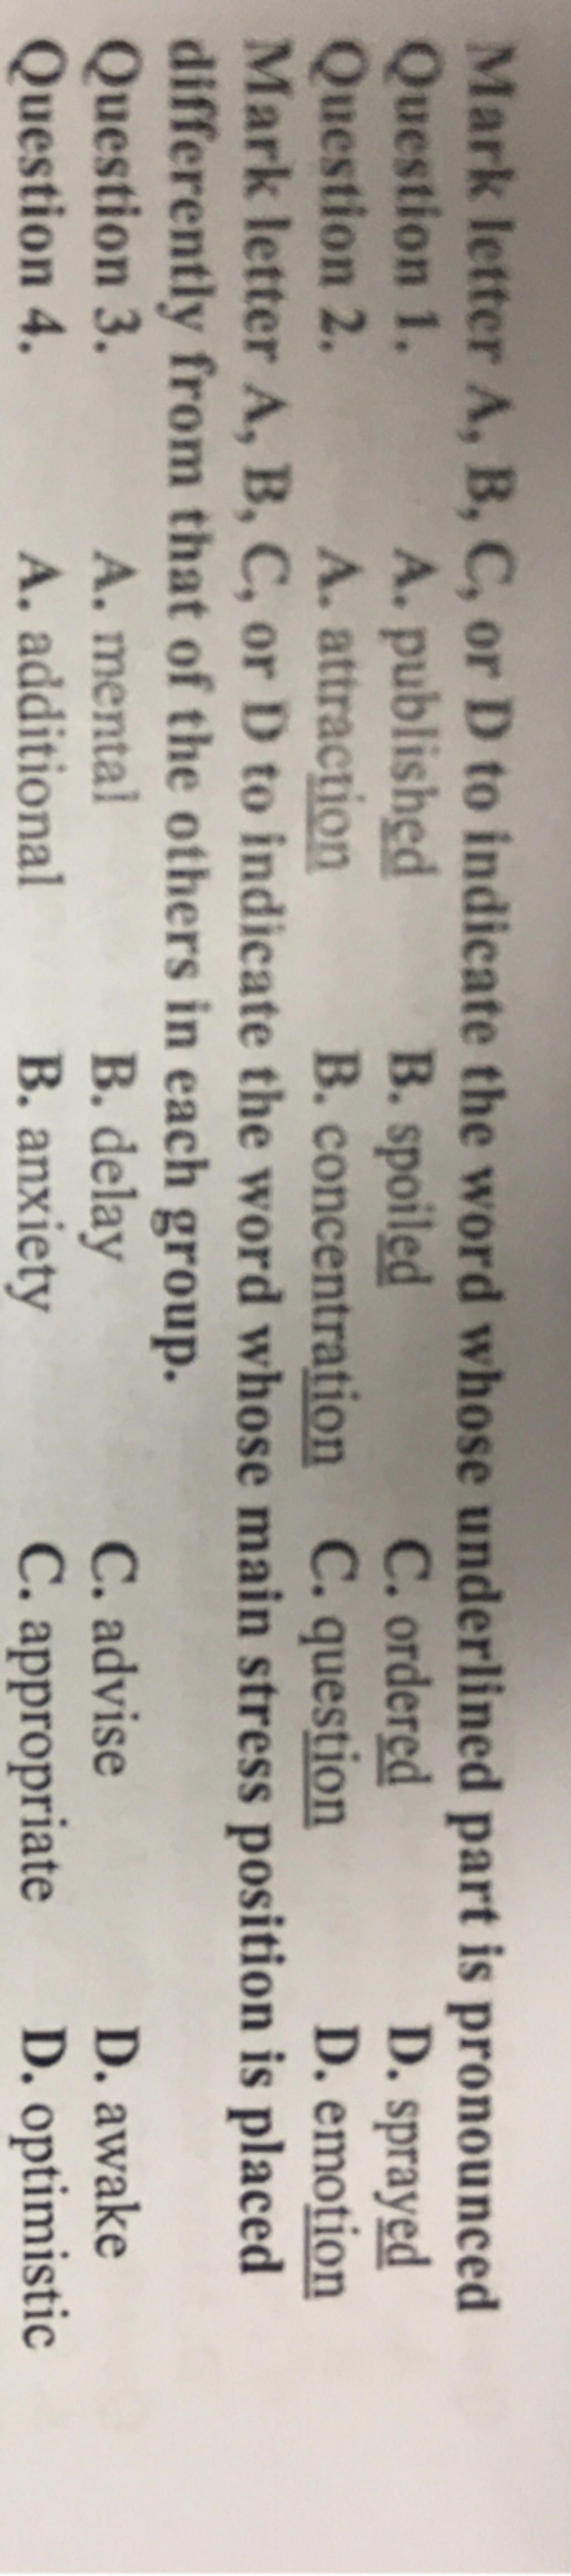 Mark letter A, B, C, or D to indicate the word whose underlined part is pronounced
Question 1. A. published B. spoiled C. ordered D. sprayed
Question 2. A. attraction B. concentration C. question D. emotion
Mark letter A, B, C, or D to indicate the word whose main stress position is placed
differently from that of the others in each group.
Question 3. A. mental B. delay C. advise D. awake
Question 4. A. additional B. anxiety C. appropriate D. optimistic